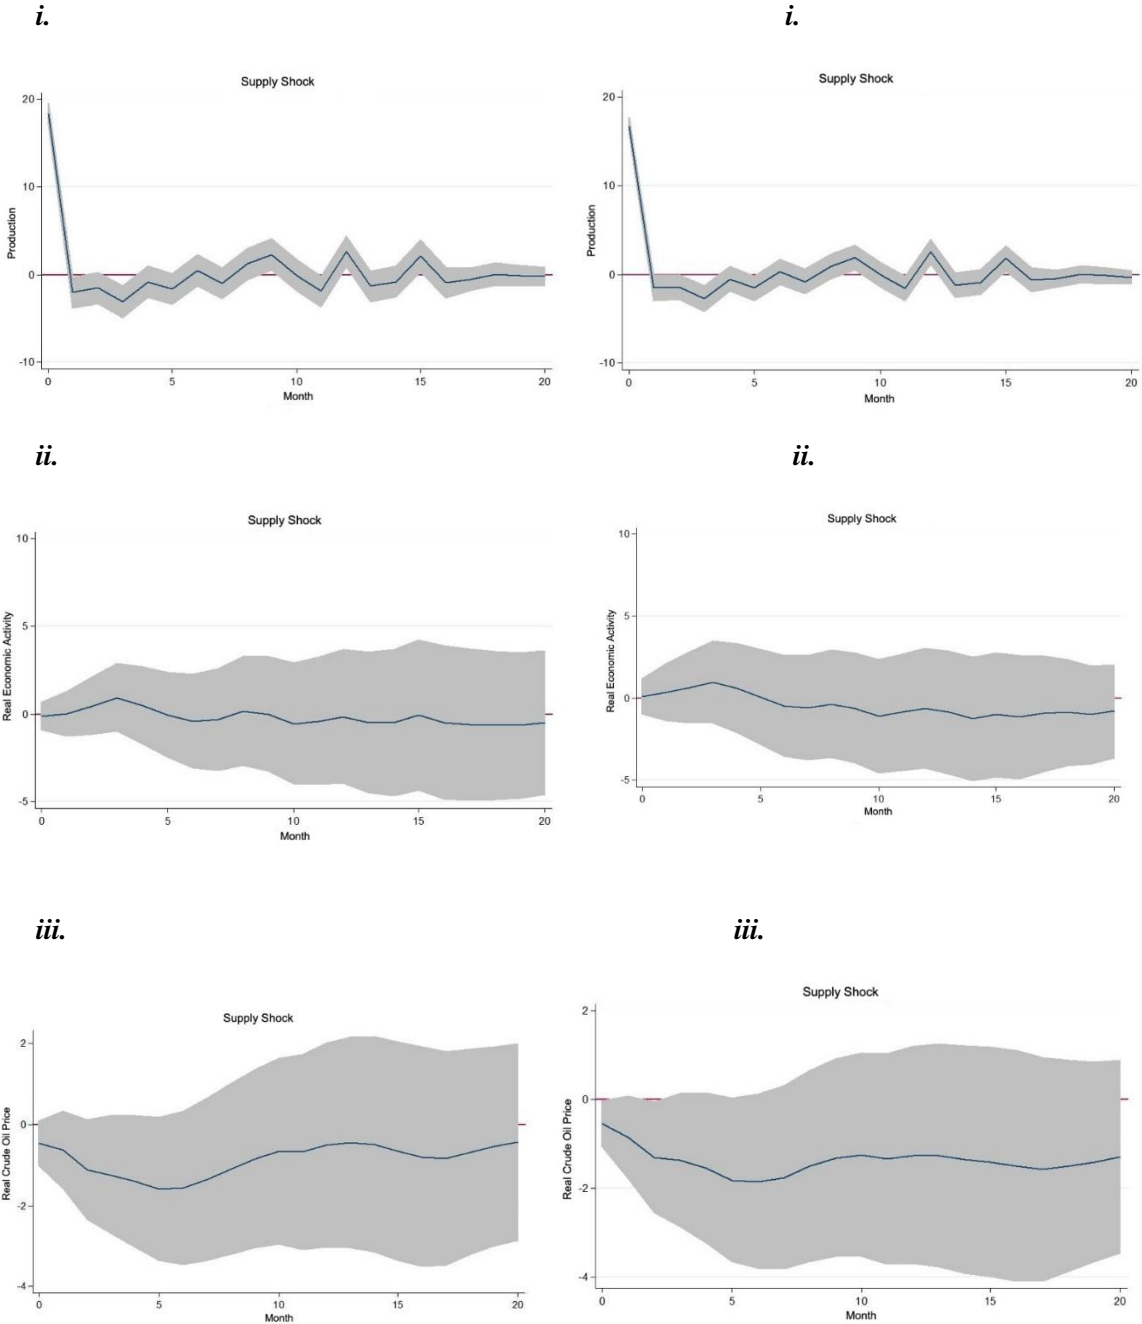 i.
i.
Supply Shock
Supply Shock
20
10
0
-10
Production
0 5 10 15 20
Month
20
10
0
-10
Production
0 5 10 15 20
Month
ii.
ii.
Supply Shock
Supply Shock
10
5
0
-5
Real Economic Activity
0 5 10 15 20
Month
10
5
0
-5
Real Economic Activity
0 5 10 15 20
Month
iii.
iii.
Supply Shock
Supply Shock
2
0
-2
-4
Real Crude Oil Price
0 5 10 15 20
Month
2
0
-2
-4
Real Crude Oil Price
0 5 10 15 20
Month